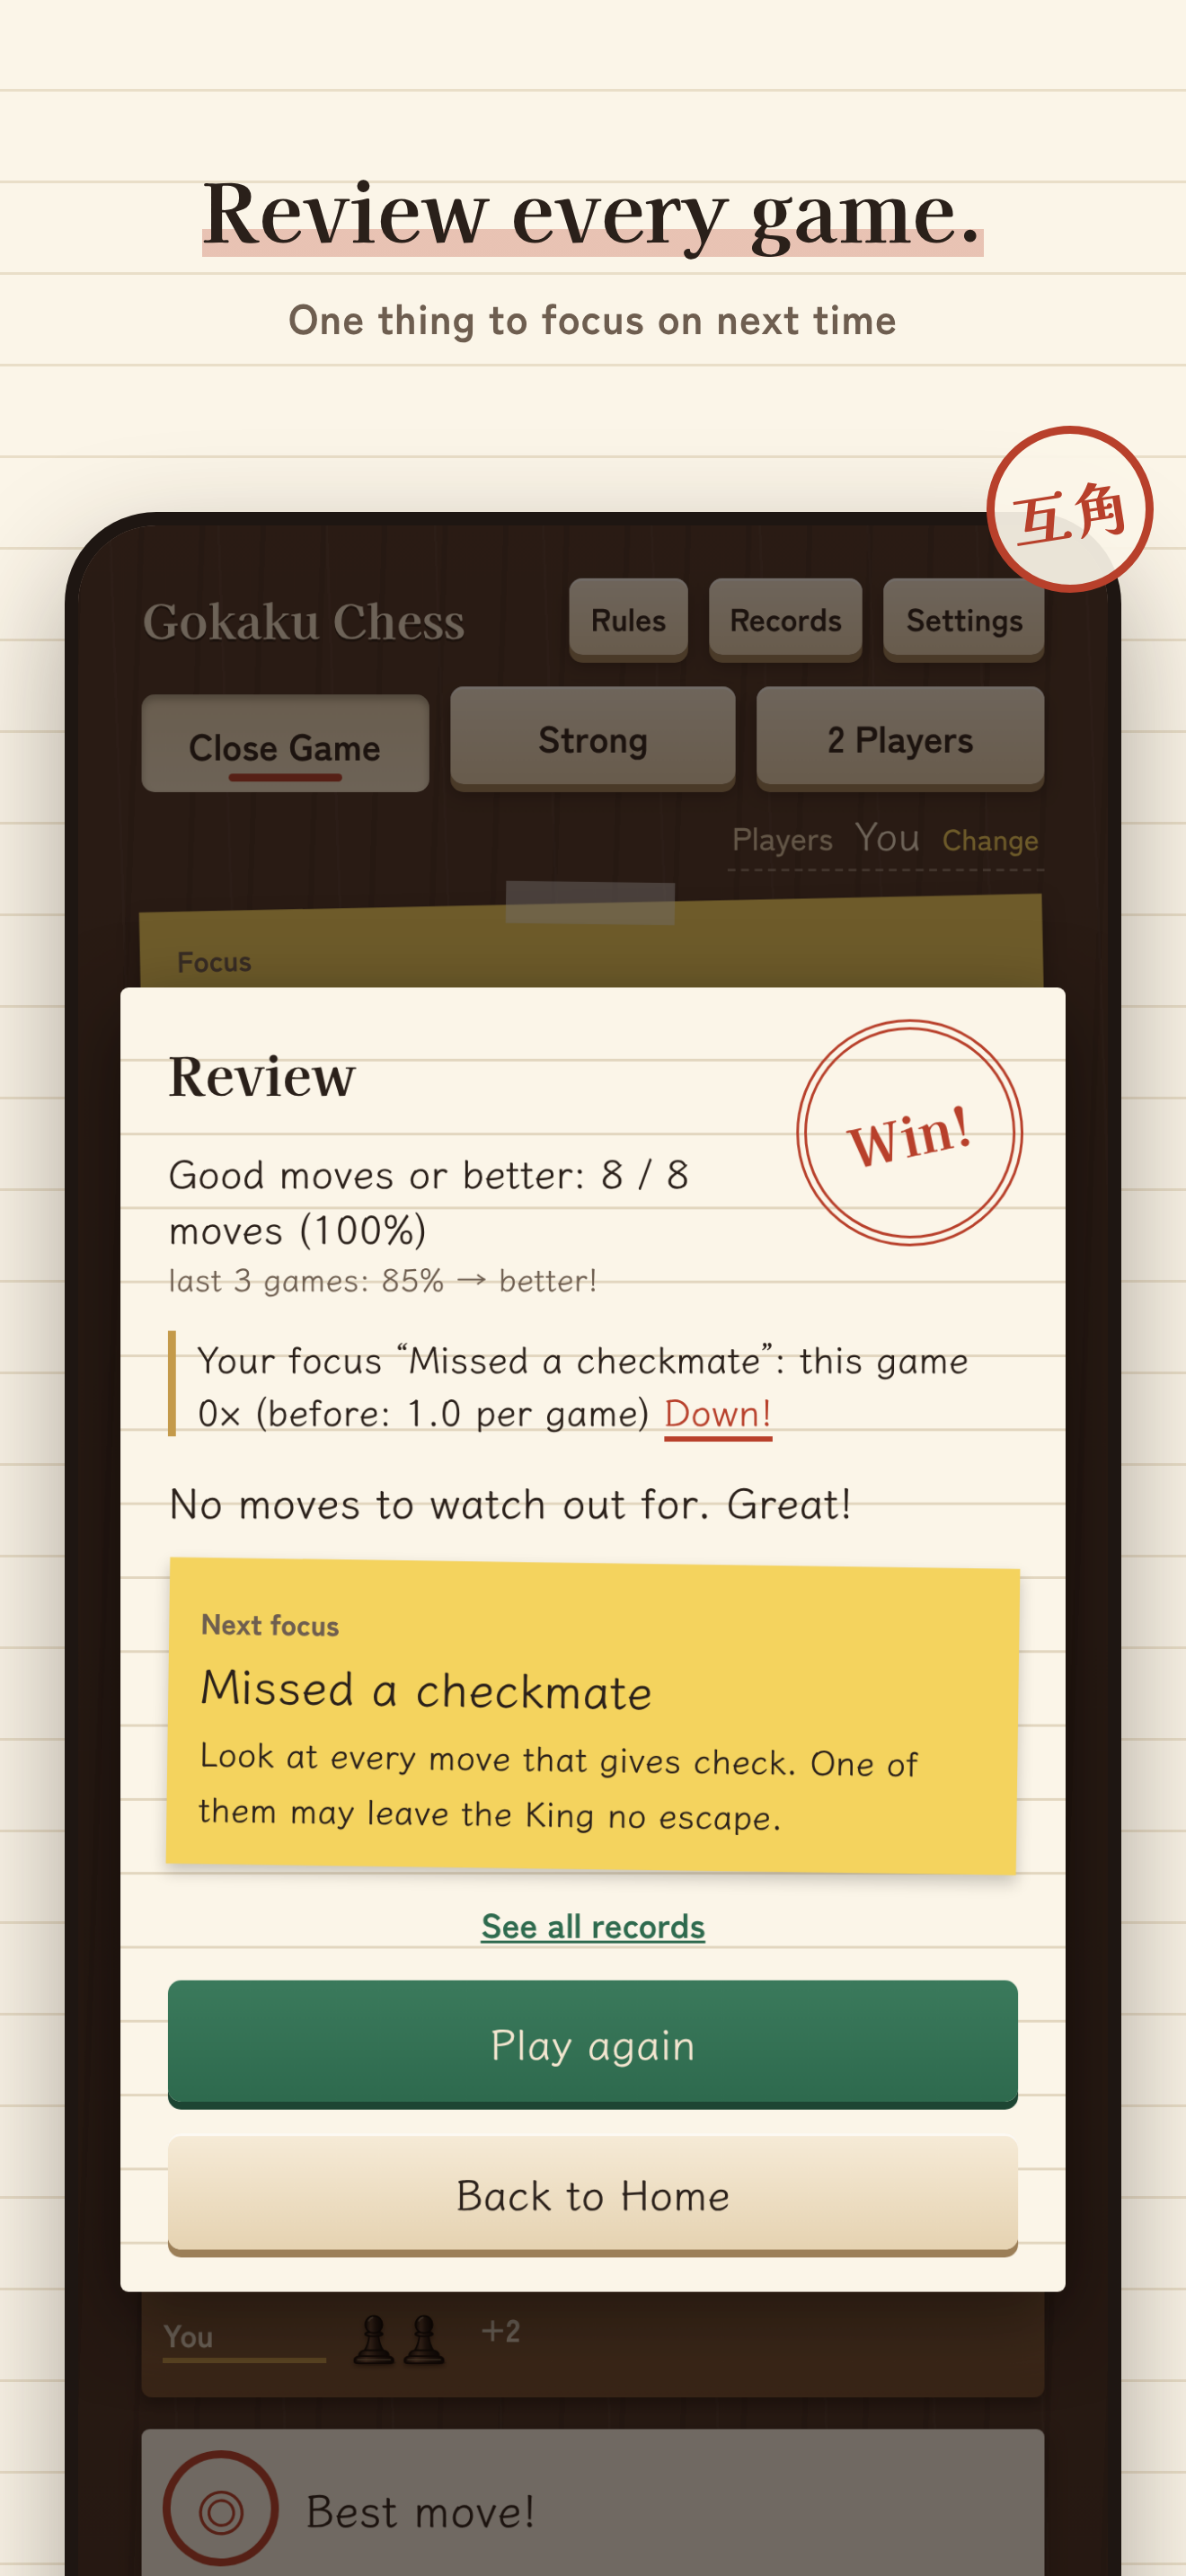 Review every game.
One thing to focus on next time
互角
Gokaku Chess
Rules
Records
Settings
Close Game
Strong
2 Players
Players You Change
Focus
Review
Win!
Good moves or better: 8 / 8
moves (100%)
last 3 games: 85% → better!
Your focus “Missed a checkmate”: this game
0× (before: 1.0 per game) Down!
No moves to watch out for. Great!
Next focus
Missed a checkmate
Look at every move that gives check. One of
them may leave the King no escape.
See all records
Play again
Back to Home
You +2
◎ Best move!